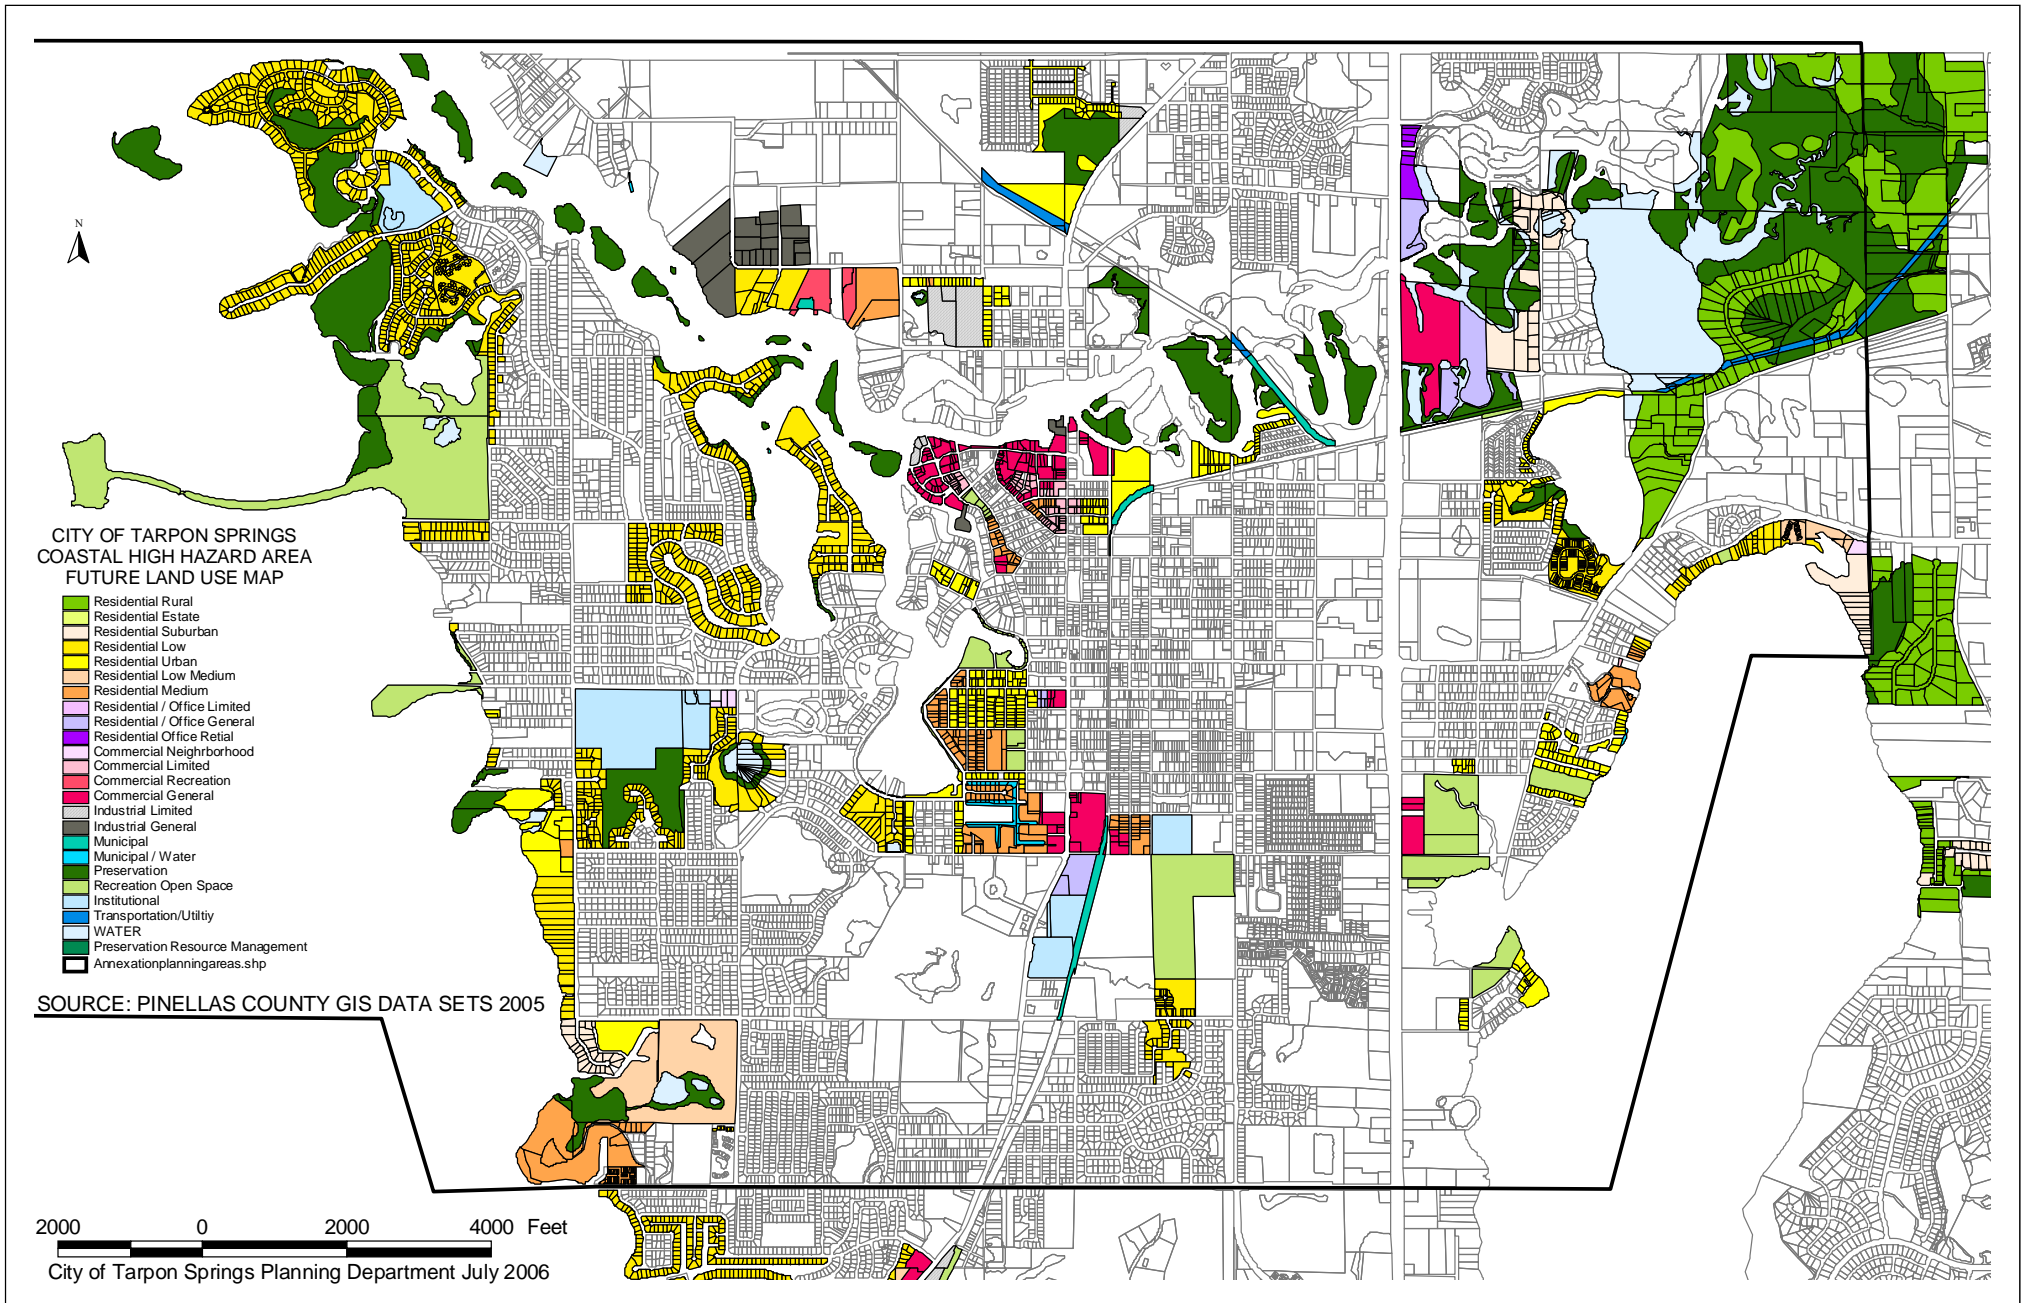 N
CITY OF TARPON SPRINGS
COASTAL HIGH HAZARD AREA
FUTURE LAND USE MAP
Residential Rural
Residential Estate
Residential Suburban
Residential Low
Residential Urban
Residential Low Medium
Residential Medium
Residential / Office Limited
Residential / Office General
Residential Office Retial
Commercial Neighrborhood
Commercial Limited
Commercial Recreation
Commercial General
Industrial Limited
Industrial General
Municipal
Municipal / Water
Preservation
Recreation Open Space
Institutional
Transportation/Utiltiy
WATER
Preservation Resource Management
Annexationplanningareas.shp
SOURCE: PINELLAS COUNTY GIS DATA SETS 2005
2000 0 2000 4000 Feet
City of Tarpon Springs Planning Department July 2006